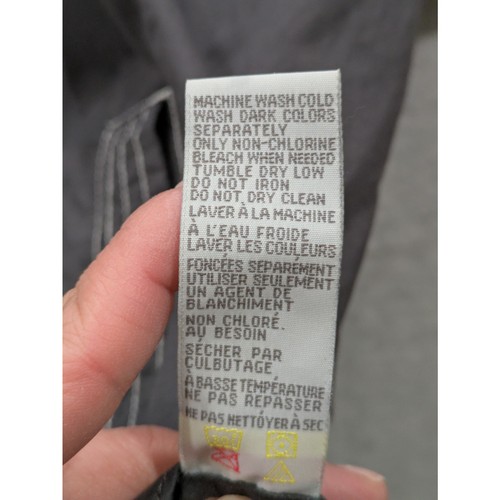 MACHINE WASH COLD
WASH DARK COLORS
SEPARATELY
ONLY NON-CHLORINE
BLEACH WHEN NEEDED
TUMBLE DRY LOW
DO NOT IRON
DO NOT DRY CLEAN
LAVER À LA MACHINE
À L'EAU FROIDE
LAVER LES COULEURS
FONCÉES SEPARÉMENT
UTILISER SEULEMENT
UN AGENT DE
BLANCHIMENT
NON CHLORÉ.
AU BESOIN
SÉCHER PAR
CULBUTAGE
À BASSE TEMPÉRATURE
NE PAS REPASSER
NE PAS NETTÓYER À SEC